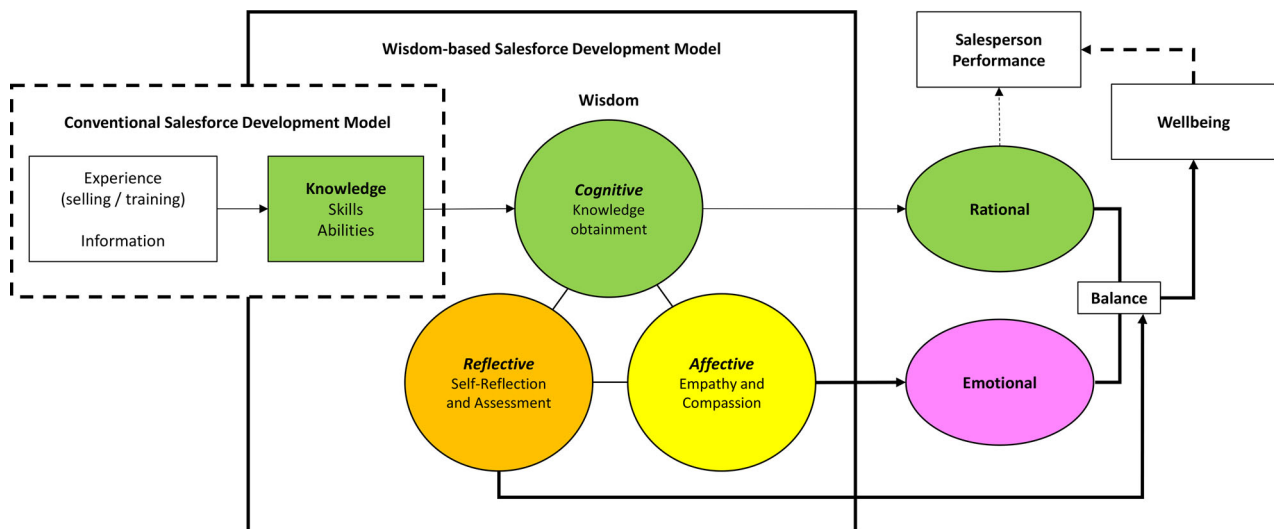 Wisdom-based Salesforce Development Model
Salesperson
Performance
Wellbeing
Conventional Salesforce Development Model
Wisdom
Experience
(selling / training)
Information
Knowledge
Skills
Abilities
Cognitive
Knowledge
obtainment
Rational
Balance
Reflective
Self-Reflection
and Assessment
Affective
Empathy and
Compassion
Emotional